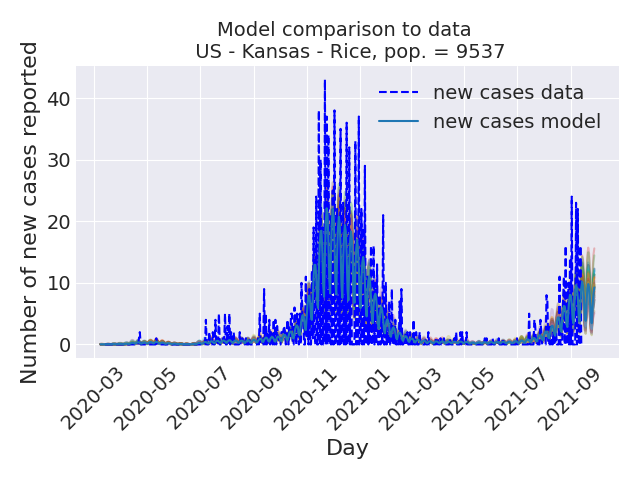 Model comparison to data
US - Kansas - Rice, pop. = 9537
Number of new cases reported
40
30
20
10
0
new cases data
new cases model
2020-03
2020-05
2020-07
2020-09
2020-11
2021-01
2021-03
2021-05
2021-07
2021-09
Day